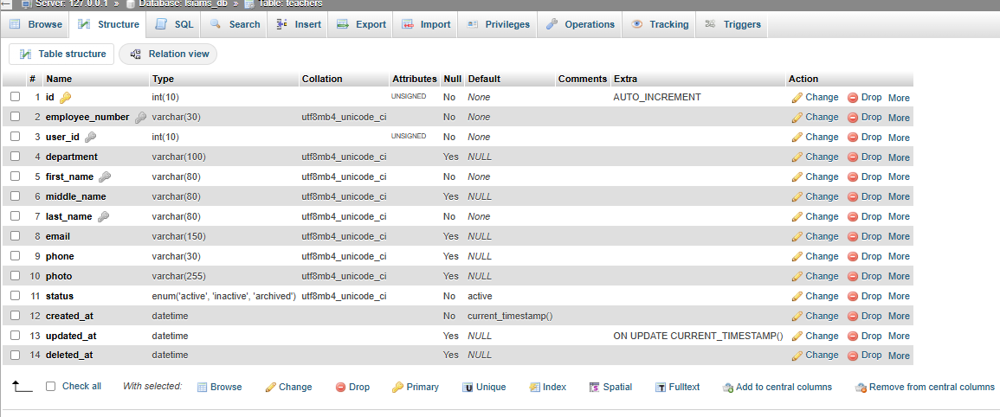 Server: 127.0.0.1 » Database: lsiams_db » Table: teachers
Browse Structure SQL Search Insert Export Import Privileges Operations Tracking Triggers
Table structure Relation view
# Name Type Collation Attributes Null Default Comments Extra Action
1 id int(10) UNSIGNED No None AUTO_INCREMENT Change Drop More
2 employee_number varchar(30) utf8mb4_unicode_ci No None Change Drop More
3 user_id int(10) UNSIGNED No None Change Drop More
4 department varchar(100) utf8mb4_unicode_ci Yes NULL Change Drop More
5 first_name varchar(80) utf8mb4_unicode_ci No None Change Drop More
6 middle_name varchar(80) utf8mb4_unicode_ci Yes NULL Change Drop More
7 last_name varchar(80) utf8mb4_unicode_ci No None Change Drop More
8 email varchar(150) utf8mb4_unicode_ci Yes NULL Change Drop More
9 phone varchar(30) utf8mb4_unicode_ci Yes NULL Change Drop More
10 photo varchar(255) utf8mb4_unicode_ci Yes NULL Change Drop More
11 status enum('active', 'inactive', 'archived') utf8mb4_unicode_ci No active Change Drop More
12 created_at datetime No current_timestamp() Change Drop More
13 updated_at datetime Yes NULL ON UPDATE CURRENT_TIMESTAMP() Change Drop More
14 deleted_at datetime Yes NULL Change Drop More
Check all With selected: Browse Change Drop Primary Unique Index Spatial Fulltext Add to central columns Remove from central columns